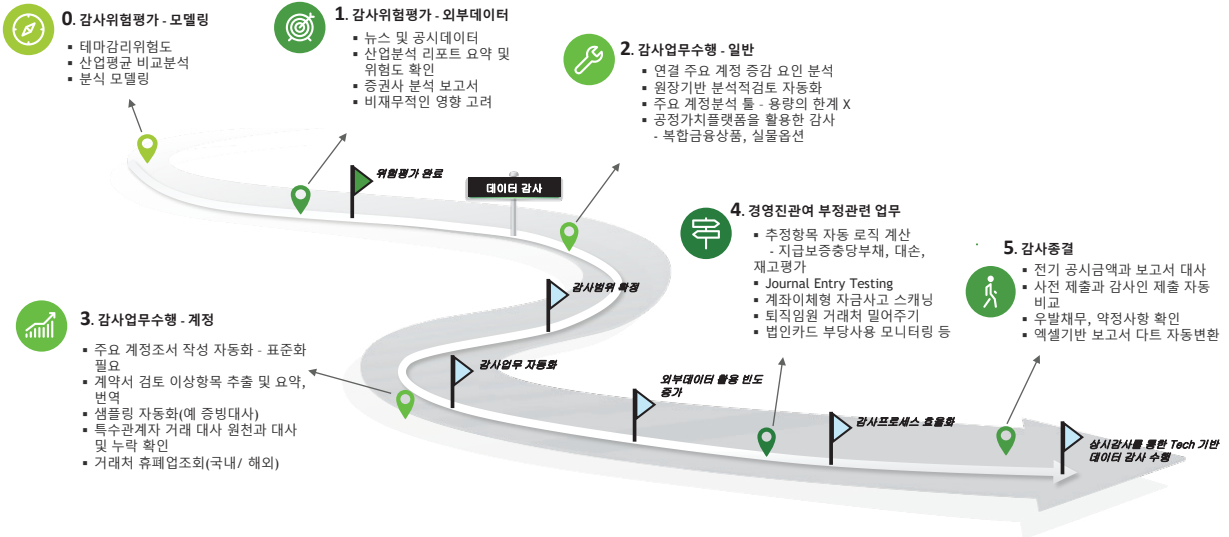 0. 감사위험평가 - 모델링
▪ 테마감리위험도
▪ 산업평균 비교분석
▪ 분식 모델링
1. 감사위험평가 - 외부데이터
▪ 뉴스 및 공시데이터
▪ 산업분석 리포트 요약 및
위험도 확인
▪ 증권사 분석 보고서
▪ 비재무적인 영향 고려
2. 감사업무수행 - 일반
▪ 연결 주요 계정 증감 요인 분석
▪ 원장기반 분석적검토 자동화
▪ 주요 계정분석 툴 - 용량의 한계 X
▪ 공정가치플랫폼을 활용한 감사
- 복합금융상품, 실물옵션
위험평가 완료
데이터 감사
4. 경영진관여 부정관련 업무
▪ 추정항목 자동 로직 계산
- 지급보증충당부채, 대손,
재고평가
▪ Journal Entry Testing
▪ 계좌이체형 자금사고 스캐닝
▪ 퇴직임원 거래처 밀어주기
▪ 법인카드 부당사용 모니터링 등
5. 감사종결
▪ 전기 공시금액과 보고서 대사
▪ 사전 제출과 감사인 제출 자동
비교
▪ 우발채무, 약정사항 확인
▪ 엑셀기반 보고서 다트 자동변환
감사범위 확정
3. 감사업무수행 - 계정
▪ 주요 계정조서 작성 자동화 - 표준화
필요
▪ 계약서 검토 이상항목 추출 및 요약,
번역
▪ 샘플링 자동화(예 증빙대사)
▪ 특수관계자 거래 대사 원천과 대사
및 누락 확인
▪ 거래처 휴폐업조회(국내/ 해외)
감사업무 자동화
외부데이터 활용 빈도
증가
감사프로세스 효율화
상시감사를 통한 Tech 기반
데이터 감사 수행